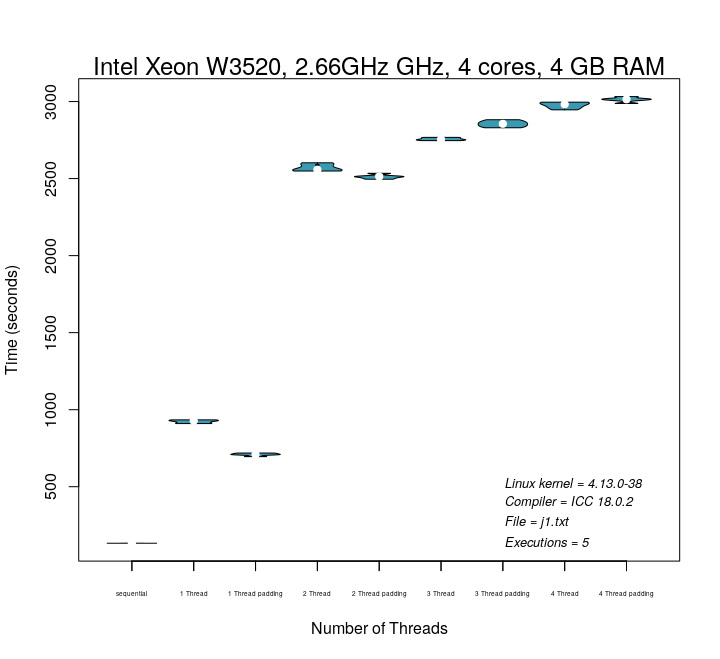 Intel Xeon W3520, 2.66GHz GHz, 4 cores, 4 GB RAM
Time (seconds)
3000
2500
2000
1500
1000
500
Linux kernel = 4.13.0-38
Compiler = ICC 18.0.2
File = j1.txt
Executions = 5
sequential 1 Thread 1 Thread padding 2 Thread 2 Thread padding 3 Thread 3 Thread padding 4 Thread 4 Thread padding
Number of Threads